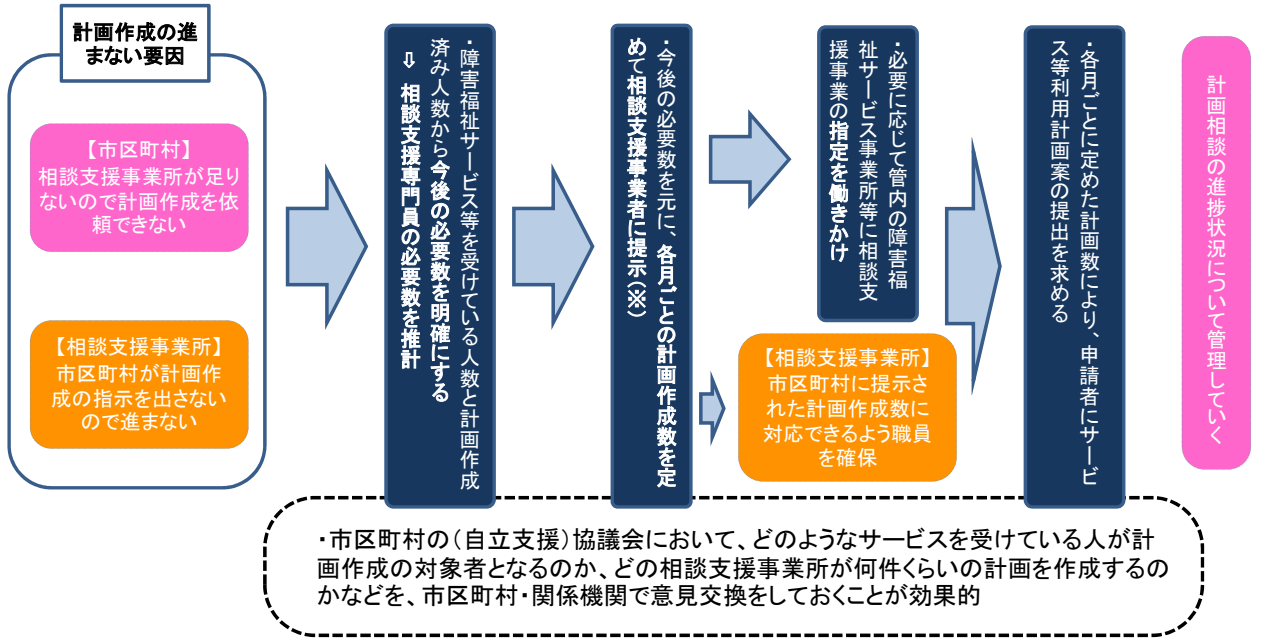 計画作成の進
まない要因
【市区町村】
相談支援事業所が足り
ないので計画作成を依
頼できない
【相談支援事業所】
市区町村が計画作
成の指示を出さない
ので進まない
・障害福祉サービス等を受けている人数と計画作成
済み人数から今後の必要数を明確にする
⇩ 相談支援専門員の必要数を推計
・今後の必要数を元に、各月ごとの計画作成数を定
めて相談支援事業者に提示(※)
・必要に応じて管内の障害福
祉サービス事業所等に相談支
援事業の指定を働きかけ
【相談支援事業所】
市区町村に提示さ
れた計画作成数に
対応できるよう職員
を確保
・各月ごとに定めた計画数により、申請者にサービ
ス等利用計画案の提出を求める
計画相談の進捗状況について管理していく
・市区町村の(自立支援)協議会において、どのようなサービスを受けている人が計
画作成の対象者となるのか、どの相談支援事業所が何件くらいの計画を作成するの
かなどを、市区町村・関係機関で意見交換をしておくことが効果的